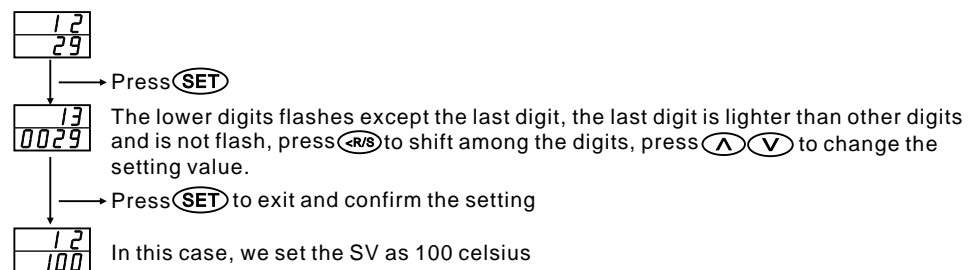 12
29
Press SET
13
0029
The lower digits flashes except the last digit, the last digit is lighter than other digits
and is not flash, press <R/S to shift among the digits, press ∧ ∨ to change the
setting value.
Press SET to exit and confirm the setting
12
100
In this case, we set the SV as 100 celsius